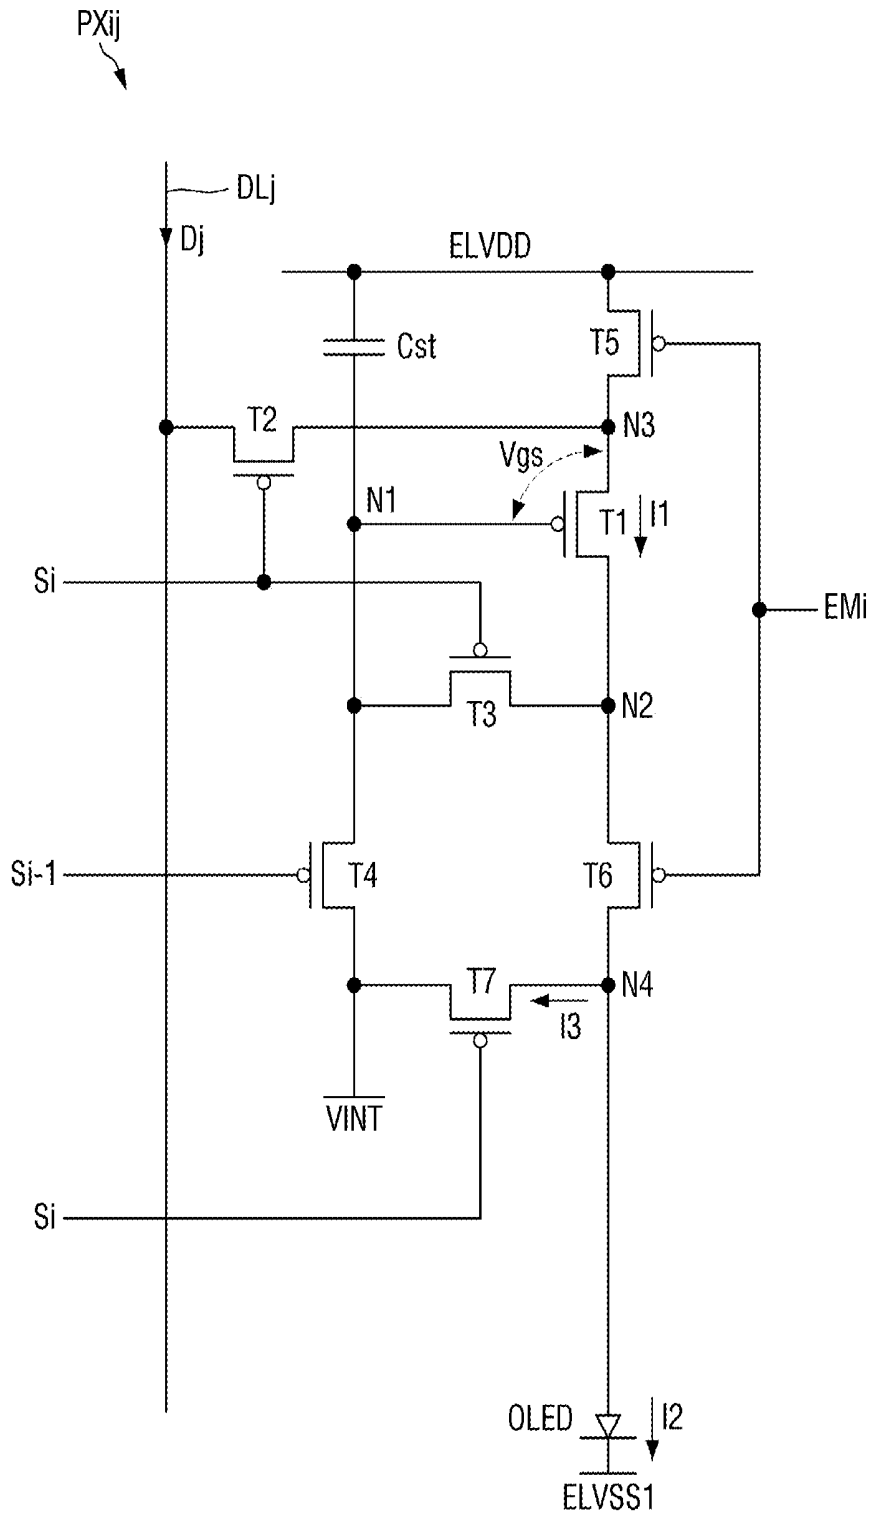 PXij
DLj
Dj
ELVDD
Cst
T5
T2
N3
Vgs
N1
T1
I1
Si
EMi
T3
N2
Si-1
T4
T6
T7
N4
I3
VINT
Si
OLED
I2
ELVSS1